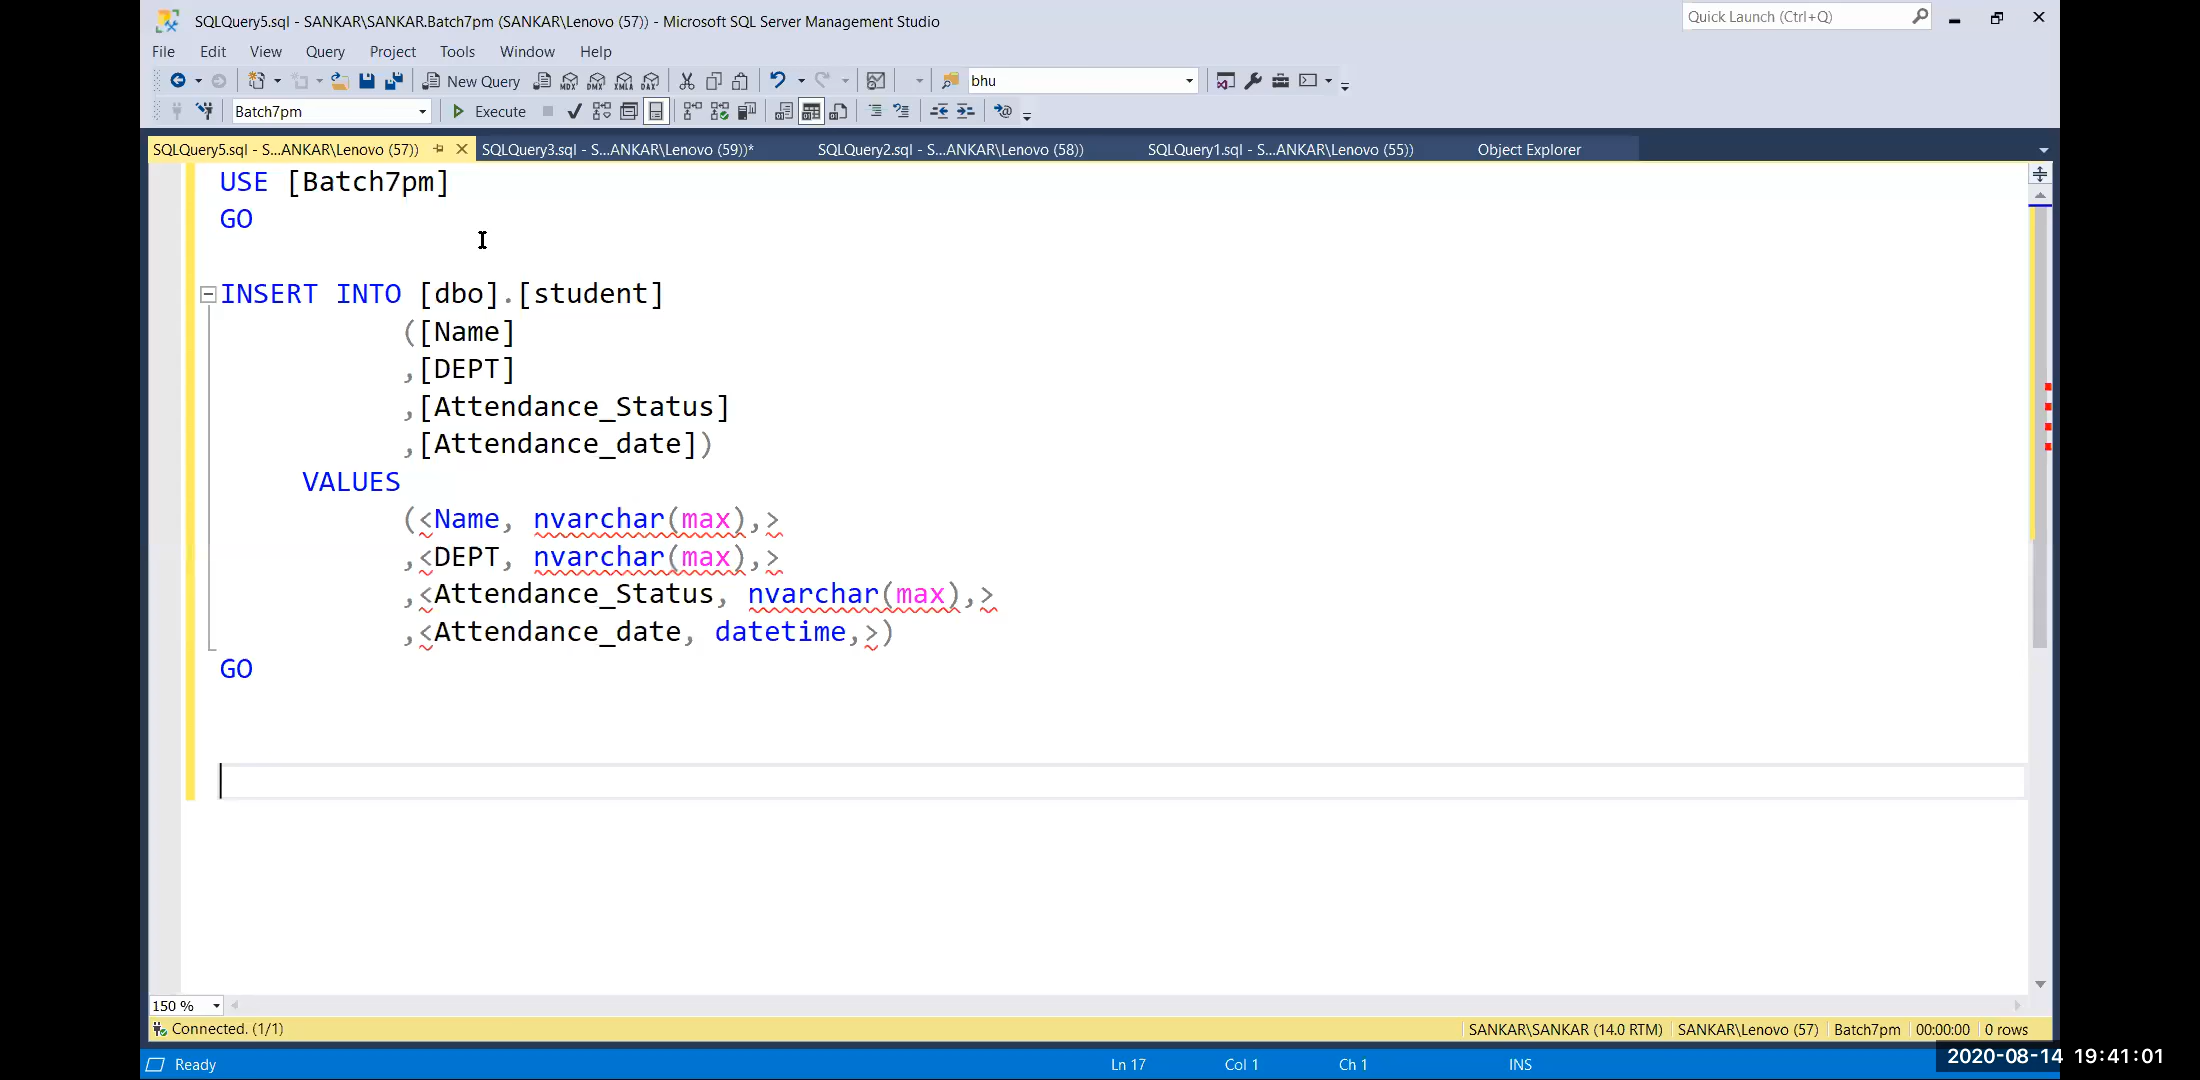 SQLQuery5.sql - SANKAR\SANKAR.Batch7pm (SANKAR\Lenovo (57)) - Microsoft SQL Server Management Studio
Quick Launch (Ctrl+Q)
File Edit View Query Project Tools Window Help
New Query MDX DMX XMLA DAX bhu
Batch7pm Execute
SQLQuery5.sql - S...ANKAR\Lenovo (57)) SQLQuery3.sql - S...ANKAR\Lenovo (59))* SQLQuery2.sql - S...ANKAR\Lenovo (58)) SQLQuery1.sql - S...ANKAR\Lenovo (55)) Object Explorer
USE [Batch7pm]
GO
INSERT INTO [dbo].[student]
([Name]
,[DEPT]
,[Attendance_Status]
,[Attendance_date])
VALUES
(<Name, nvarchar(max),>
,<DEPT, nvarchar(max),>
,<Attendance_Status, nvarchar(max),>
,<Attendance_date, datetime,>)
GO
150 %
Connected. (1/1) SANKAR\SANKAR (14.0 RTM) SANKAR\Lenovo (57) Batch7pm 00:00:00 0 rows
Ready Ln 17 Col 1 Ch 1 INS
2020-08-14 19:41:01